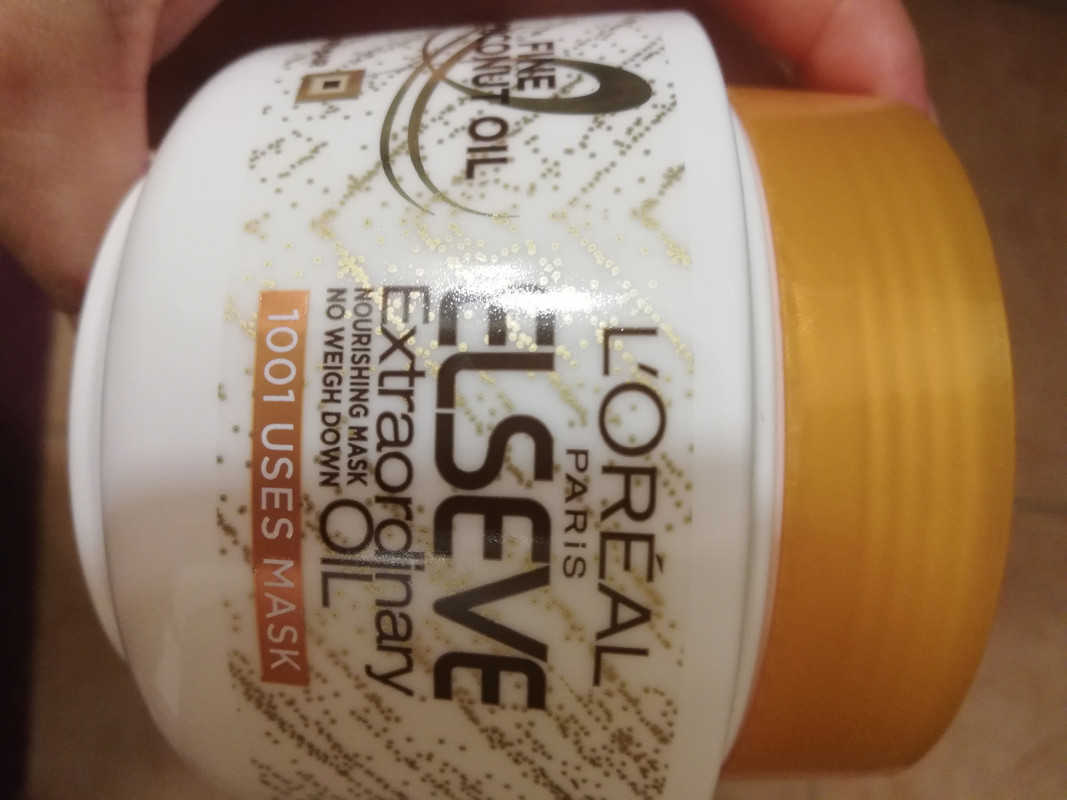 L'ORÉAL
PARiS
ELSEVE
Extraordinary
OIL
NOURISHING MASK
NO WEIGH DOWN
1001 USES MASK
FINE
OIL